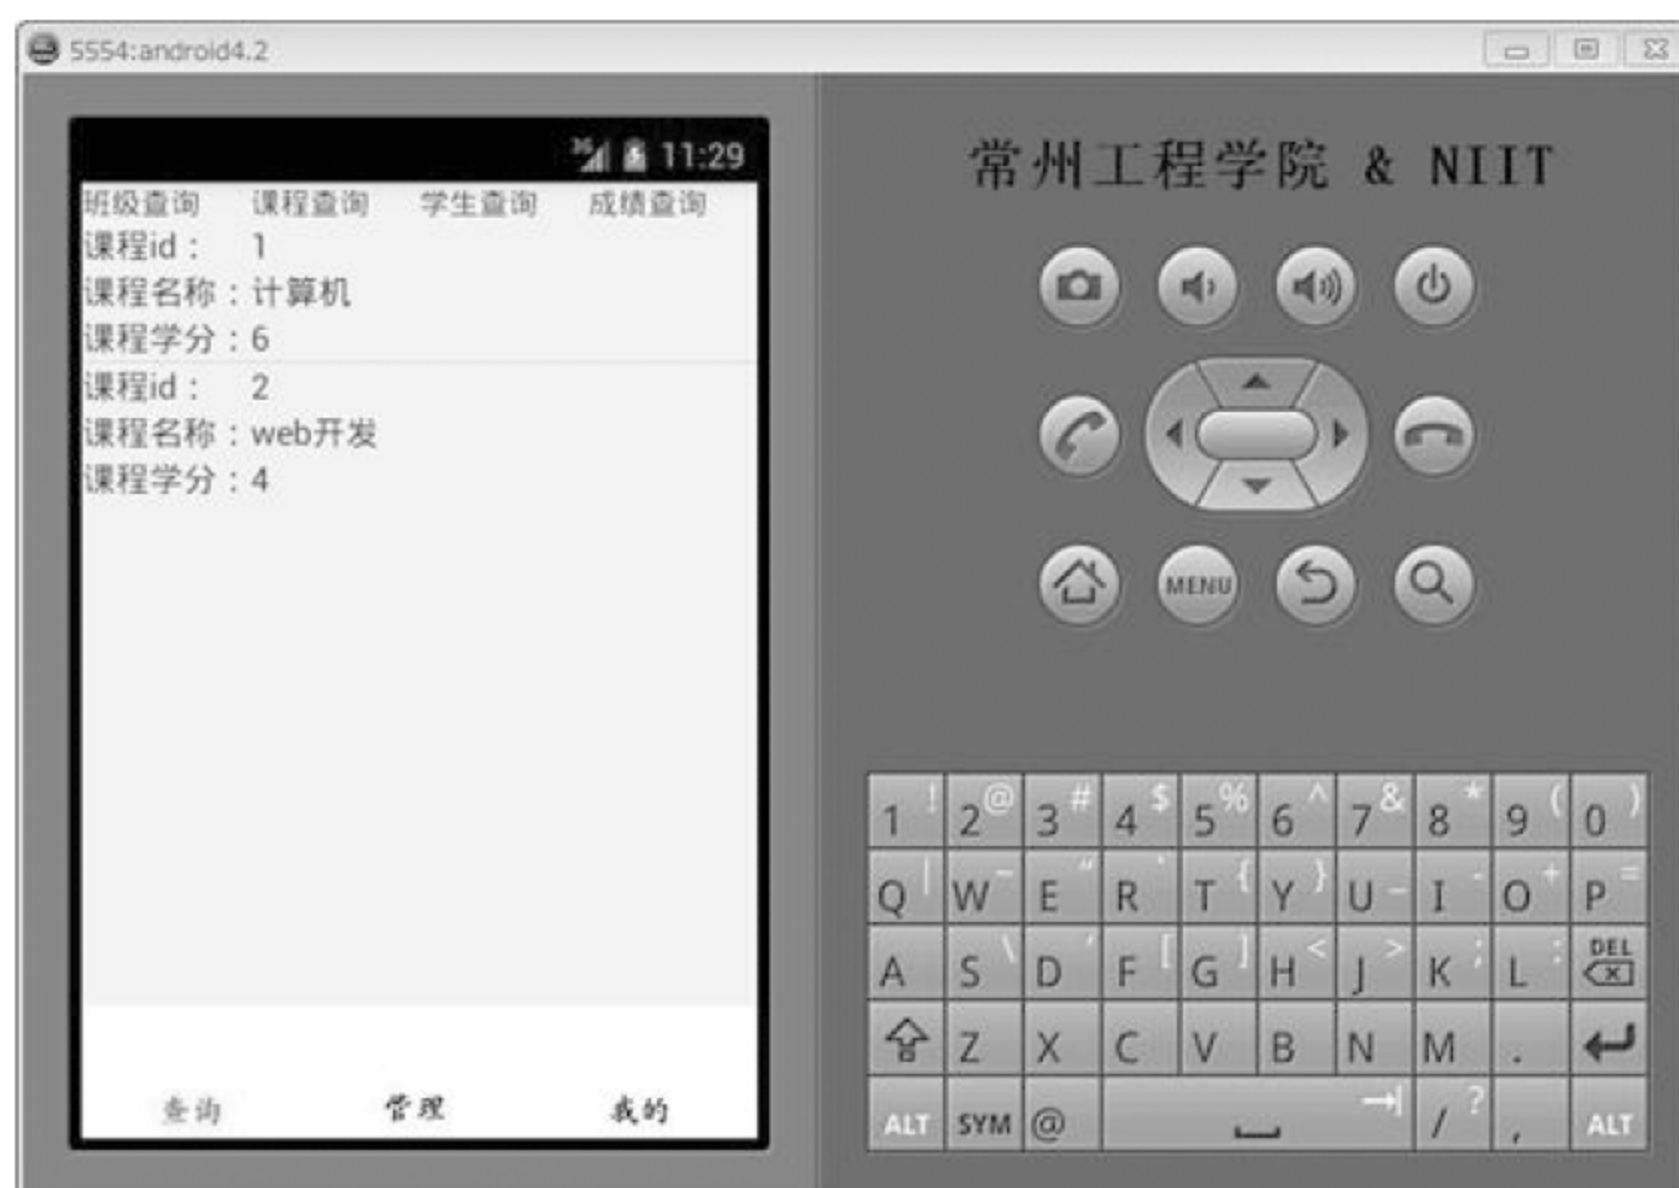 5554:android4.2
3G 11:29
班级查询 课程查询 学生查询 成绩查询
课程id： 1
课程名称：计算机
课程学分：6
课程id： 2
课程名称：web开发
课程学分：4
查询 管理 我的
常州工程学院 & NIIT
MENU
1 ! 2 @ 3 # 4 $ 5 % 6 ^ 7 & 8 * 9 ( 0 )
Q | W E " R ` T { Y } U _ I - O + P =
A S \ D ' F [ G ] H < J > K ; L : DEL
Z X C V B N M .
ALT SYM @ / ? , ALT